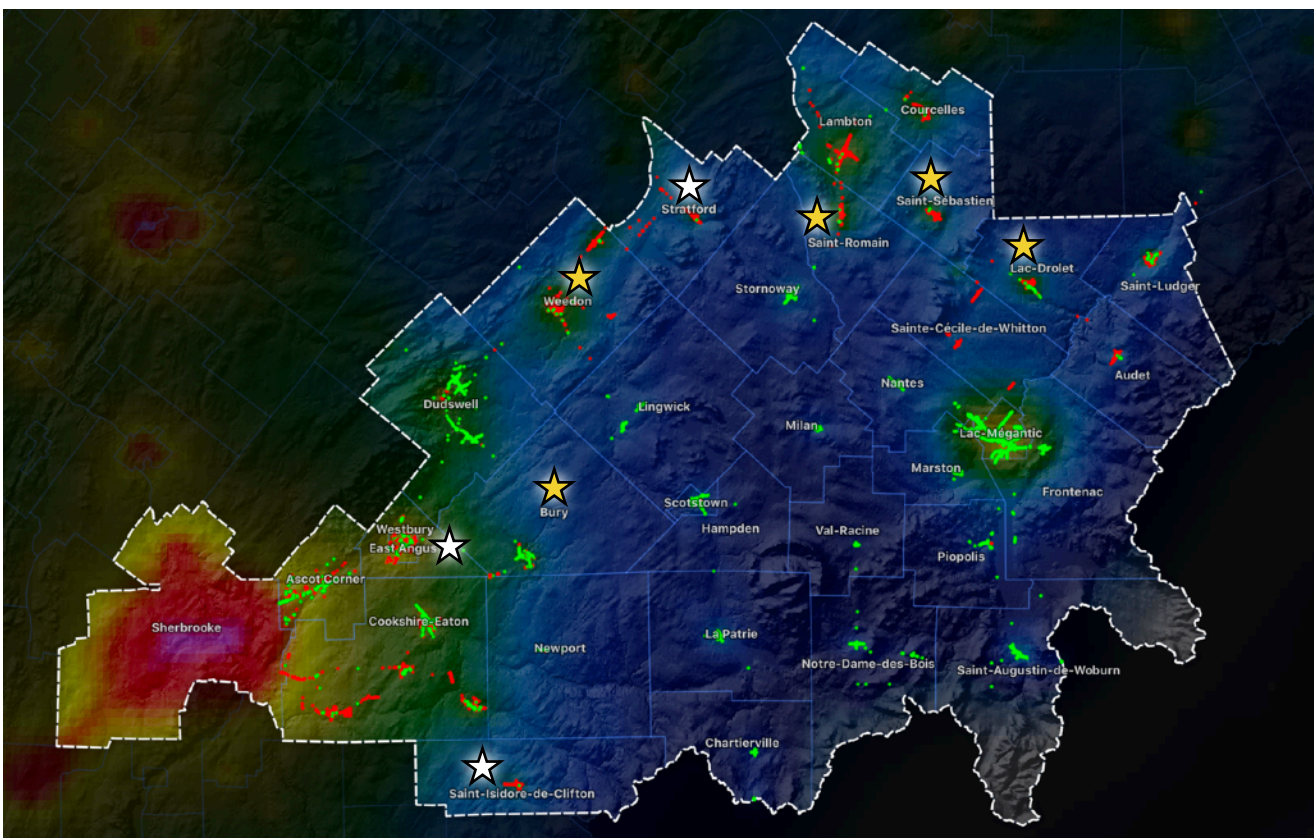 Courcelles
Lambton
Saint-Sébastien
Stratford
Saint-Romain
Lac-Drolet
Saint-Ludger
Stornoway
Weedon
Sainte-Cécile-de-Whitton
Audet
Nantes
Dudswell
Lingwick
Milan
Lac-Mégantic
Marston
Frontenac
Scotstown
Bury
Hampden
Val-Racine
Westbury
East Angus
Piopolis
Ascot Corner
Cookshire-Eaton
Sherbrooke
La Patrie
Newport
Notre-Dame-des-Bois
Saint-Augustin-de-Woburn
Chartierville
Saint-Isidore-de-Clifton